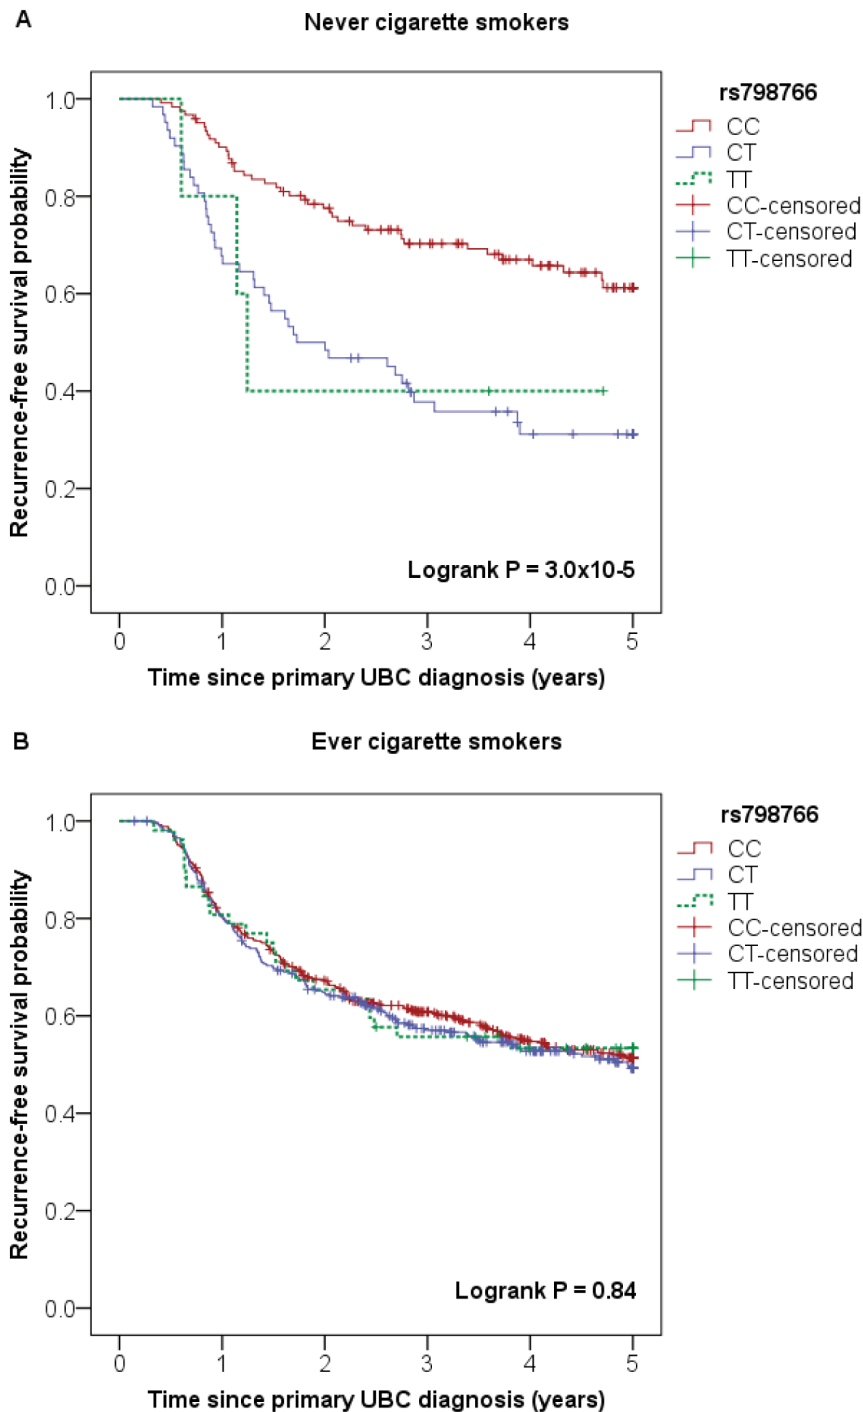 A
Never cigarette smokers
rs798766
CC
CT
TT
CC-censored
CT-censored
TT-censored
Recurrence-free survival probability
1.0
0.8
0.6
0.4
0.2
0.0
Logrank P = 3.0x10-5
0 1 2 3 4 5
Time since primary UBC diagnosis (years)
B
Ever cigarette smokers
rs798766
CC
CT
TT
CC-censored
CT-censored
TT-censored
Recurrence-free survival probability
1.0
0.8
0.6
0.4
0.2
0.0
Logrank P = 0.84
0 1 2 3 4 5
Time since primary UBC diagnosis (years)